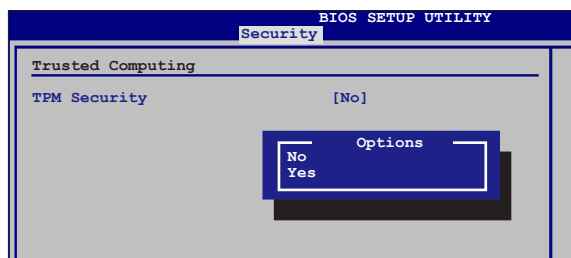 BIOS SETUP UTILITY
Security
Trusted Computing
TPM Security [No]
Options
No
Yes